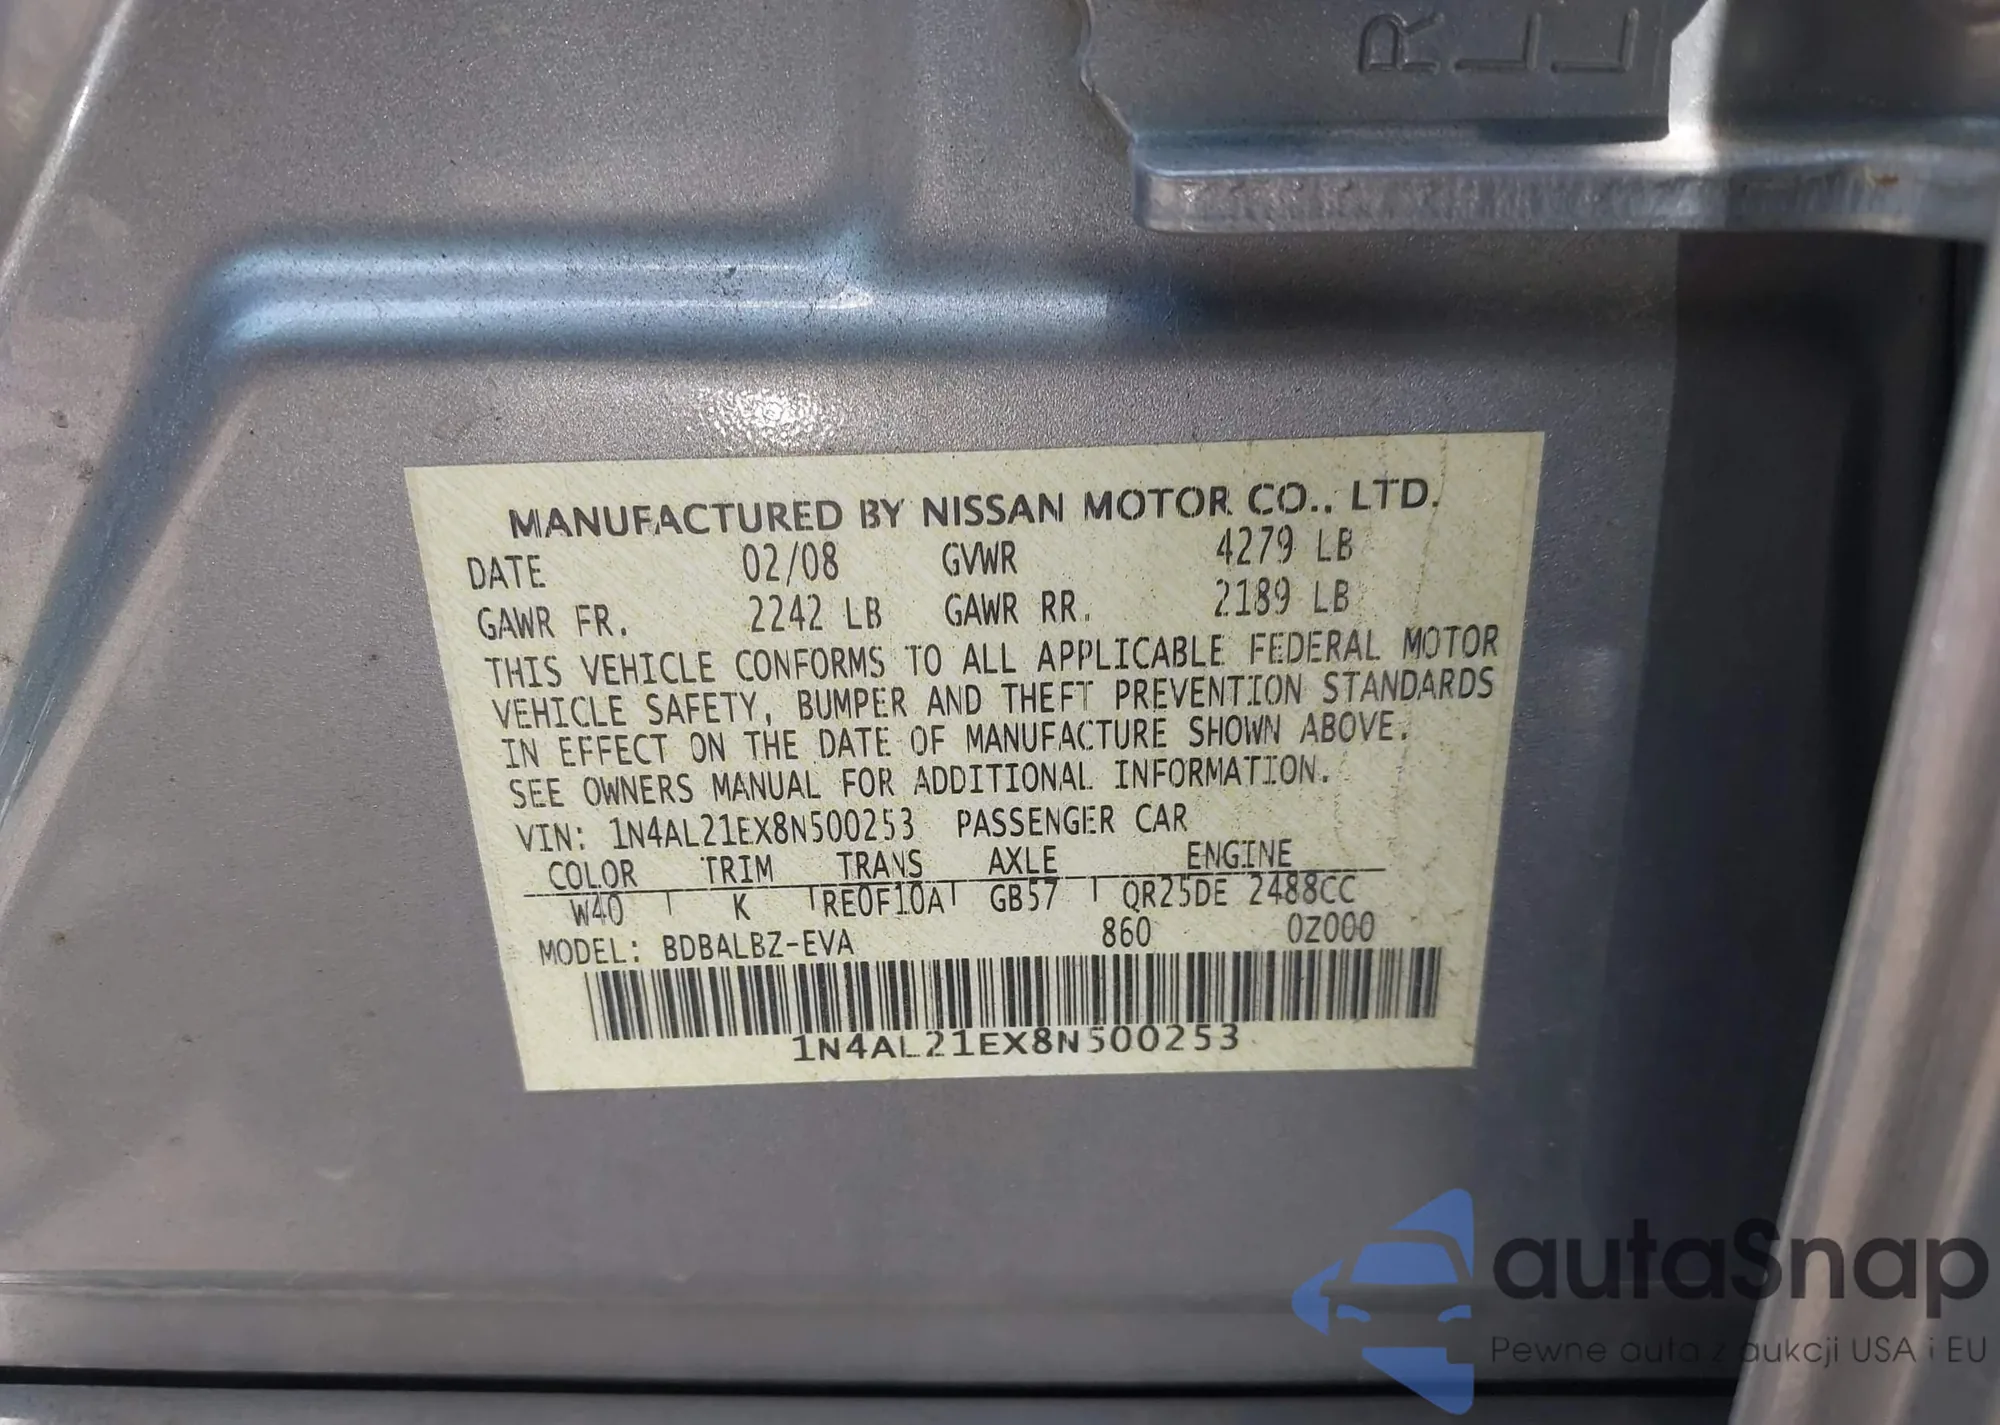 R L L
MANUFACTURED BY NISSAN MOTOR CO., LTD.
DATE 02/08 GVWR 4279 LB
GAWR FR. 2242 LB GAWR RR. 2189 LB
THIS VEHICLE CONFORMS TO ALL APPLICABLE FEDERAL MOTOR
VEHICLE SAFETY, BUMPER AND THEFT PREVENTION STANDARDS
IN EFFECT ON THE DATE OF MANUFACTURE SHOWN ABOVE.
SEE OWNERS MANUAL FOR ADDITIONAL INFORMATION.
VIN: 1N4AL21EX8N500253 PASSENGER CAR
COLOR TRIM TRANS AXLE ENGINE
W40 K RE0F10A GB57 QR25DE 2488CC
MODEL: BDBALBZ-EVA 860 0Z000
1N4AL21EX8N500253
autaSnap
Pewne auta z aukcji USA i EU